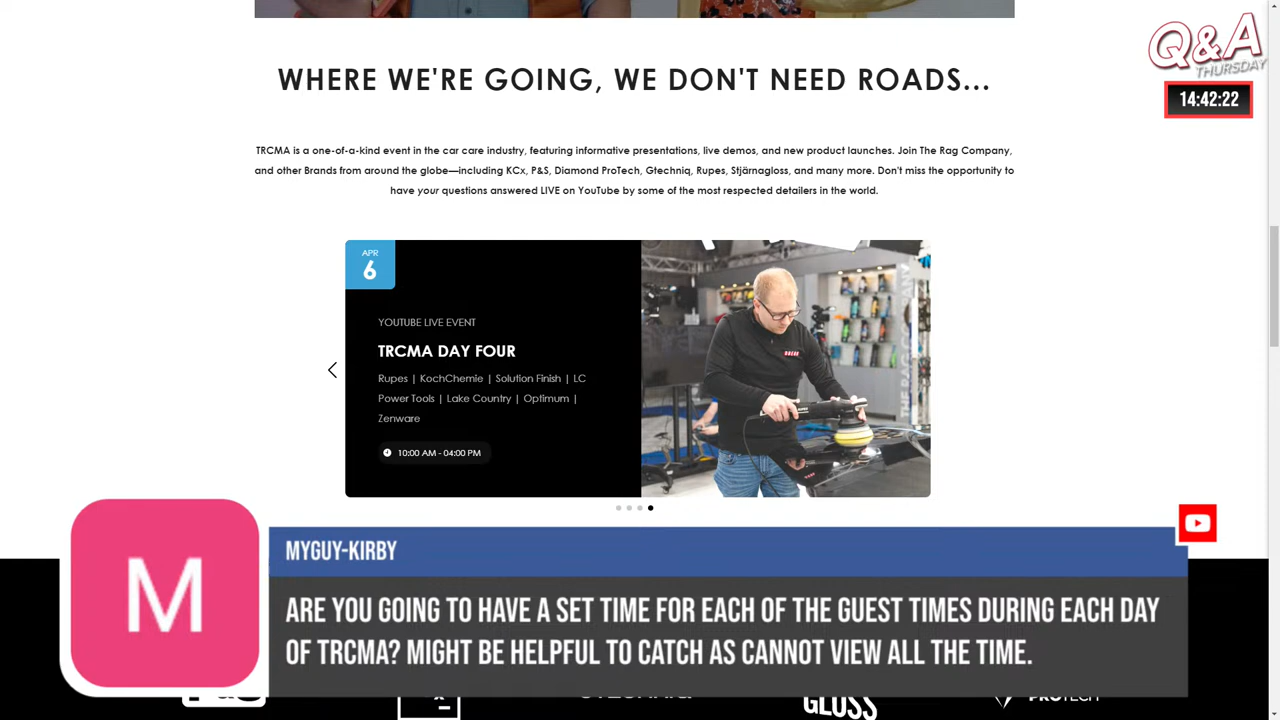 Q&A
THURSDAY
14:42:22
WHERE WE'RE GOING, WE DON'T NEED ROADS...
TRCMA is a one-of-a-kind event in the car care industry, featuring informative presentations, live demos, and new product launches. Join The Rag Company,
and other Brands from around the globe—including KCx, P&S, Diamond ProTech, Gtechniq, Rupes, Stjärnagloss, and many more. Don't miss the opportunity to
have your questions answered LIVE on YouTube by some of the most respected detailers in the world.
APR
6
YOUTUBE LIVE EVENT
TRCMA DAY FOUR
Rupes | KochChemie | Solution Finish | LC
Power Tools | Lake Country | Optimum |
Zenware
10:00 AM - 04:00 PM
M
MYGUY-KIRBY
ARE YOU GOING TO HAVE A SET TIME FOR EACH OF THE GUEST TIMES DURING EACH DAY
OF TRCMA? MIGHT BE HELPFUL TO CATCH AS CANNOT VIEW ALL THE TIME.
GLOSS
PROTECH